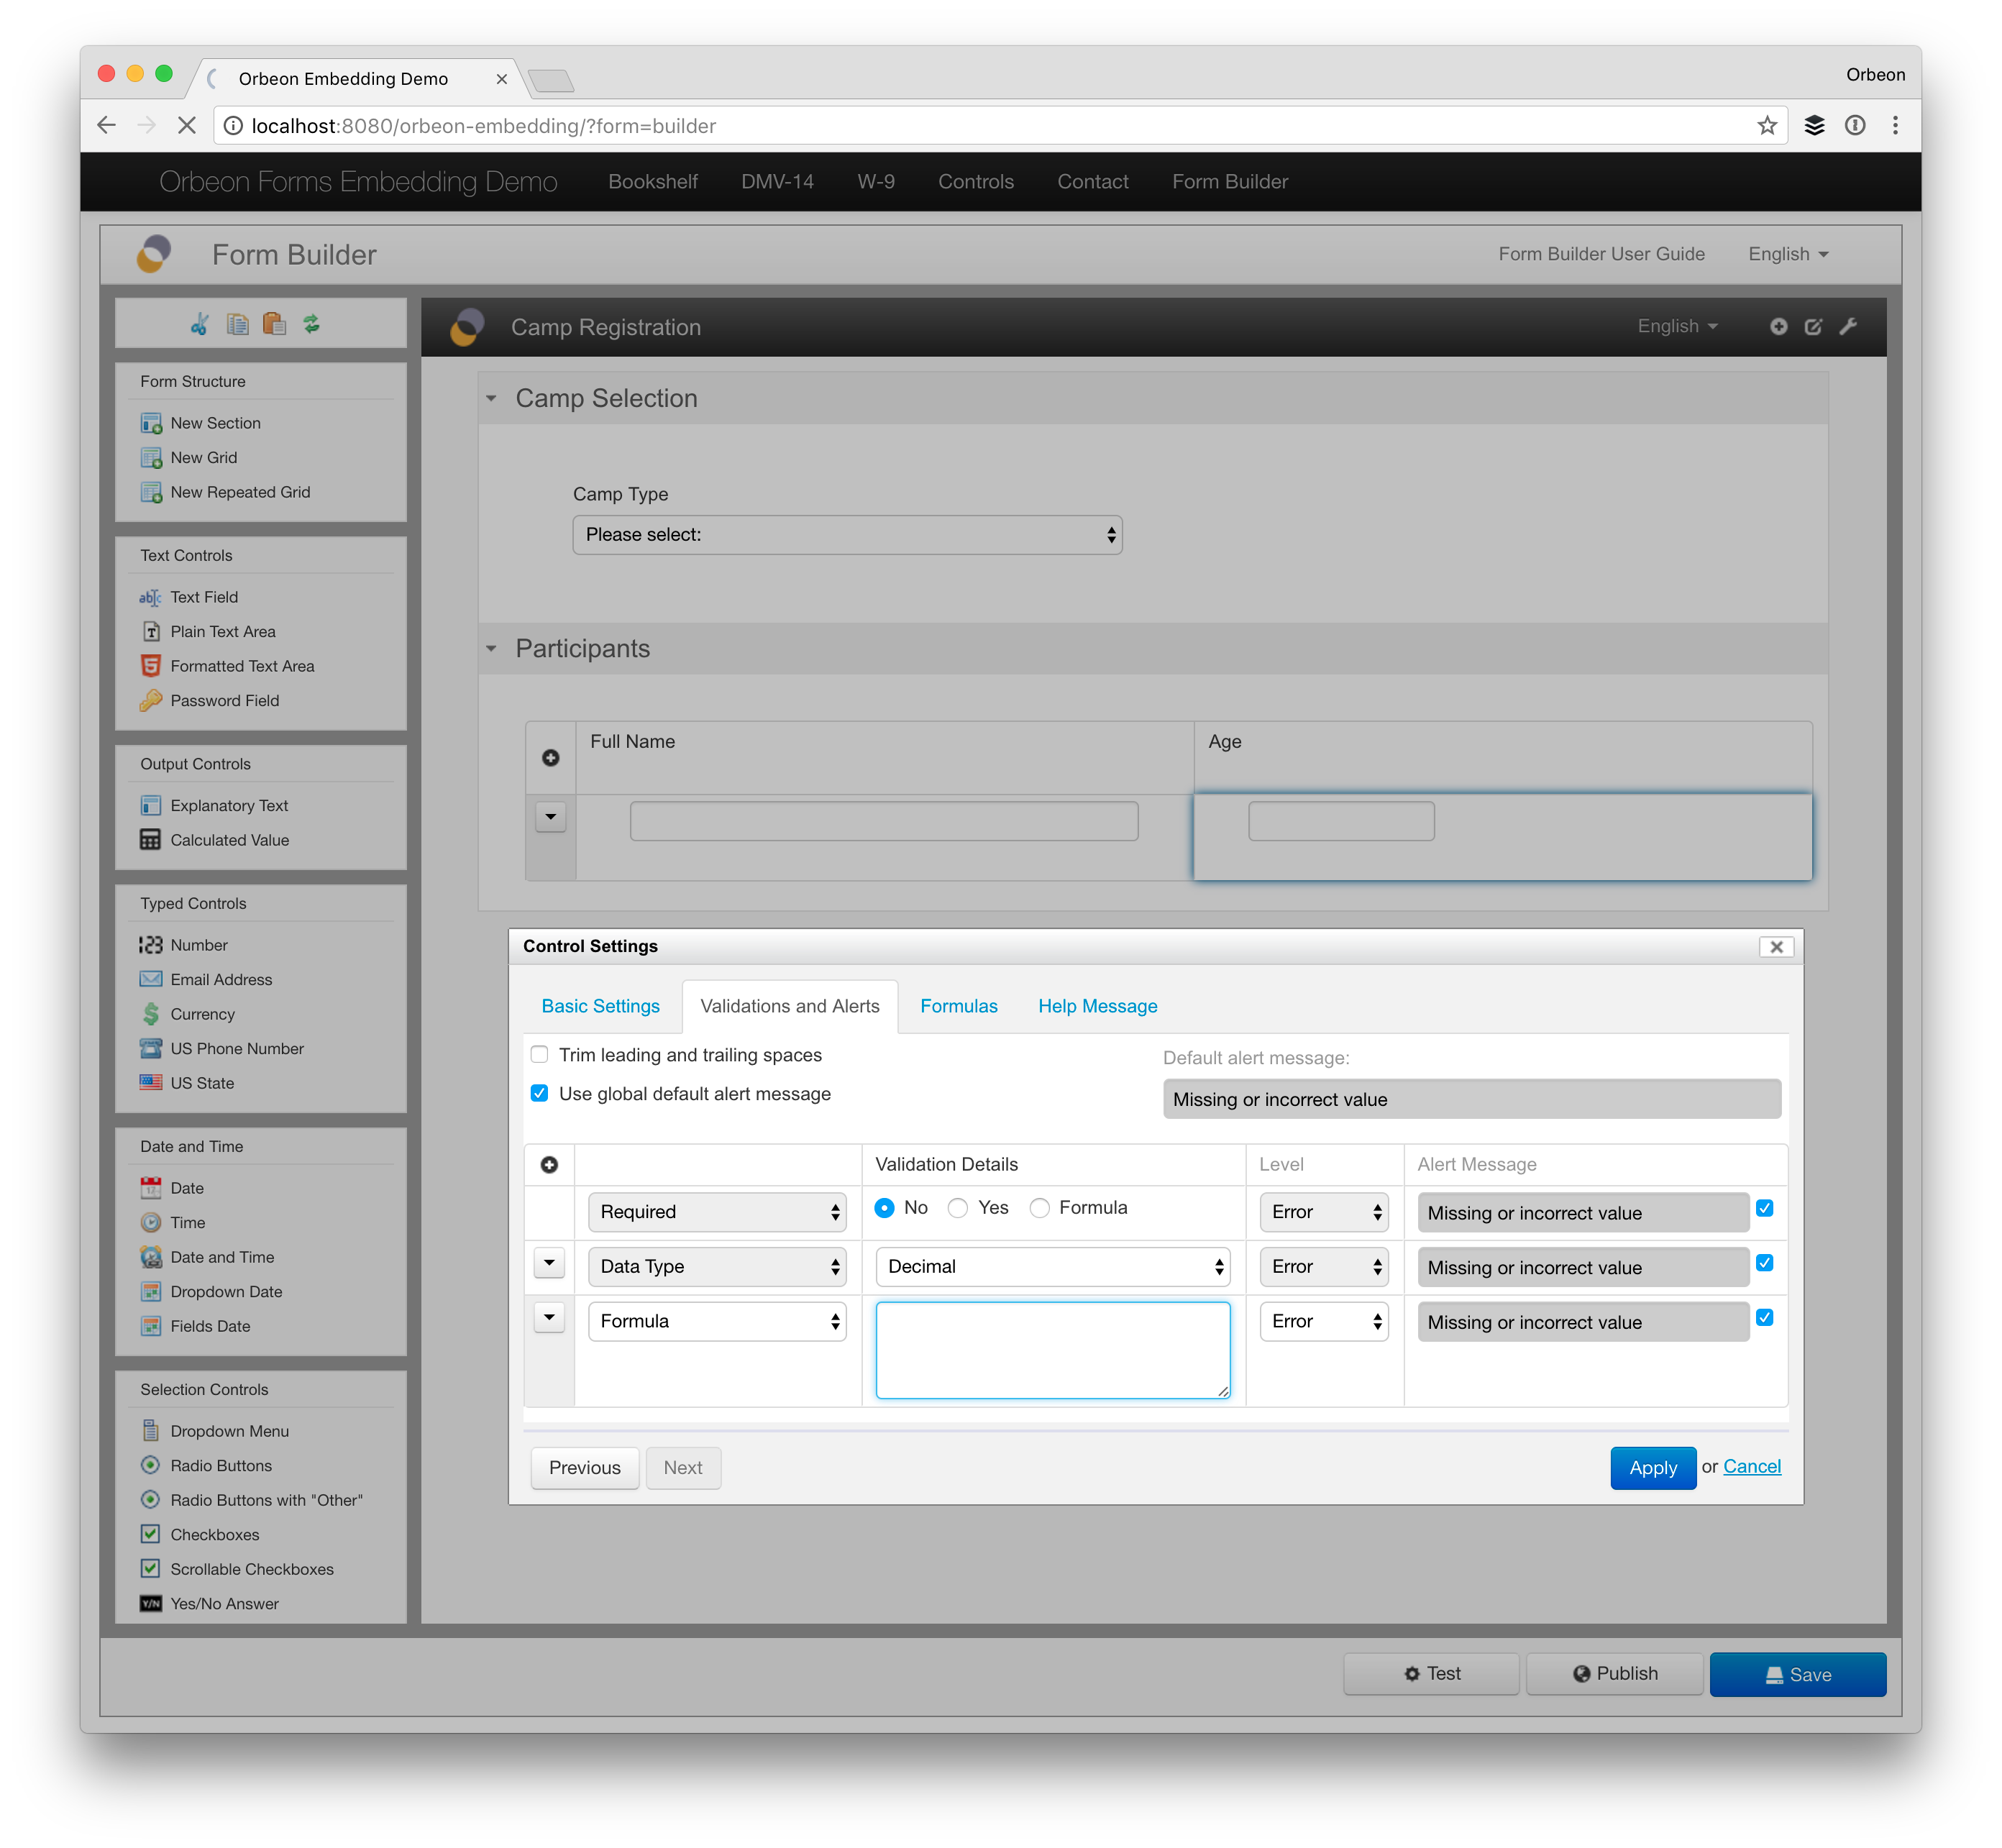 Orbeon Embedding Demo
Orbeon
localhost:8080/orbeon-embedding/?form=builder
Orbeon Forms Embedding Demo Bookshelf DMV-14 W-9 Controls Contact Form Builder
Form Builder Form Builder User Guide English
Camp Registration English
Form Structure
New Section
New Grid
New Repeated Grid
Text Controls
Text Field
Plain Text Area
Formatted Text Area
Password Field
Output Controls
Explanatory Text
Calculated Value
Typed Controls
123 Number
Email Address
Currency
US Phone Number
US State
Date and Time
Date
Time
Date and Time
Dropdown Date
Fields Date
Selection Controls
Dropdown Menu
Radio Buttons
Radio Buttons with "Other"
Checkboxes
Scrollable Checkboxes
Y/N Yes/No Answer
Camp Selection
Camp Type
Please select:
Participants
Full Name Age
Control Settings
Basic Settings Validations and Alerts Formulas Help Message
Trim leading and trailing spaces
Use global default alert message
Default alert message:
Missing or incorrect value
Validation Details Level Alert Message
Required No Yes Formula Error Missing or incorrect value
Data Type Decimal Error Missing or incorrect value
Formula Error Missing or incorrect value
Previous Next Apply or Cancel
Test Publish Save